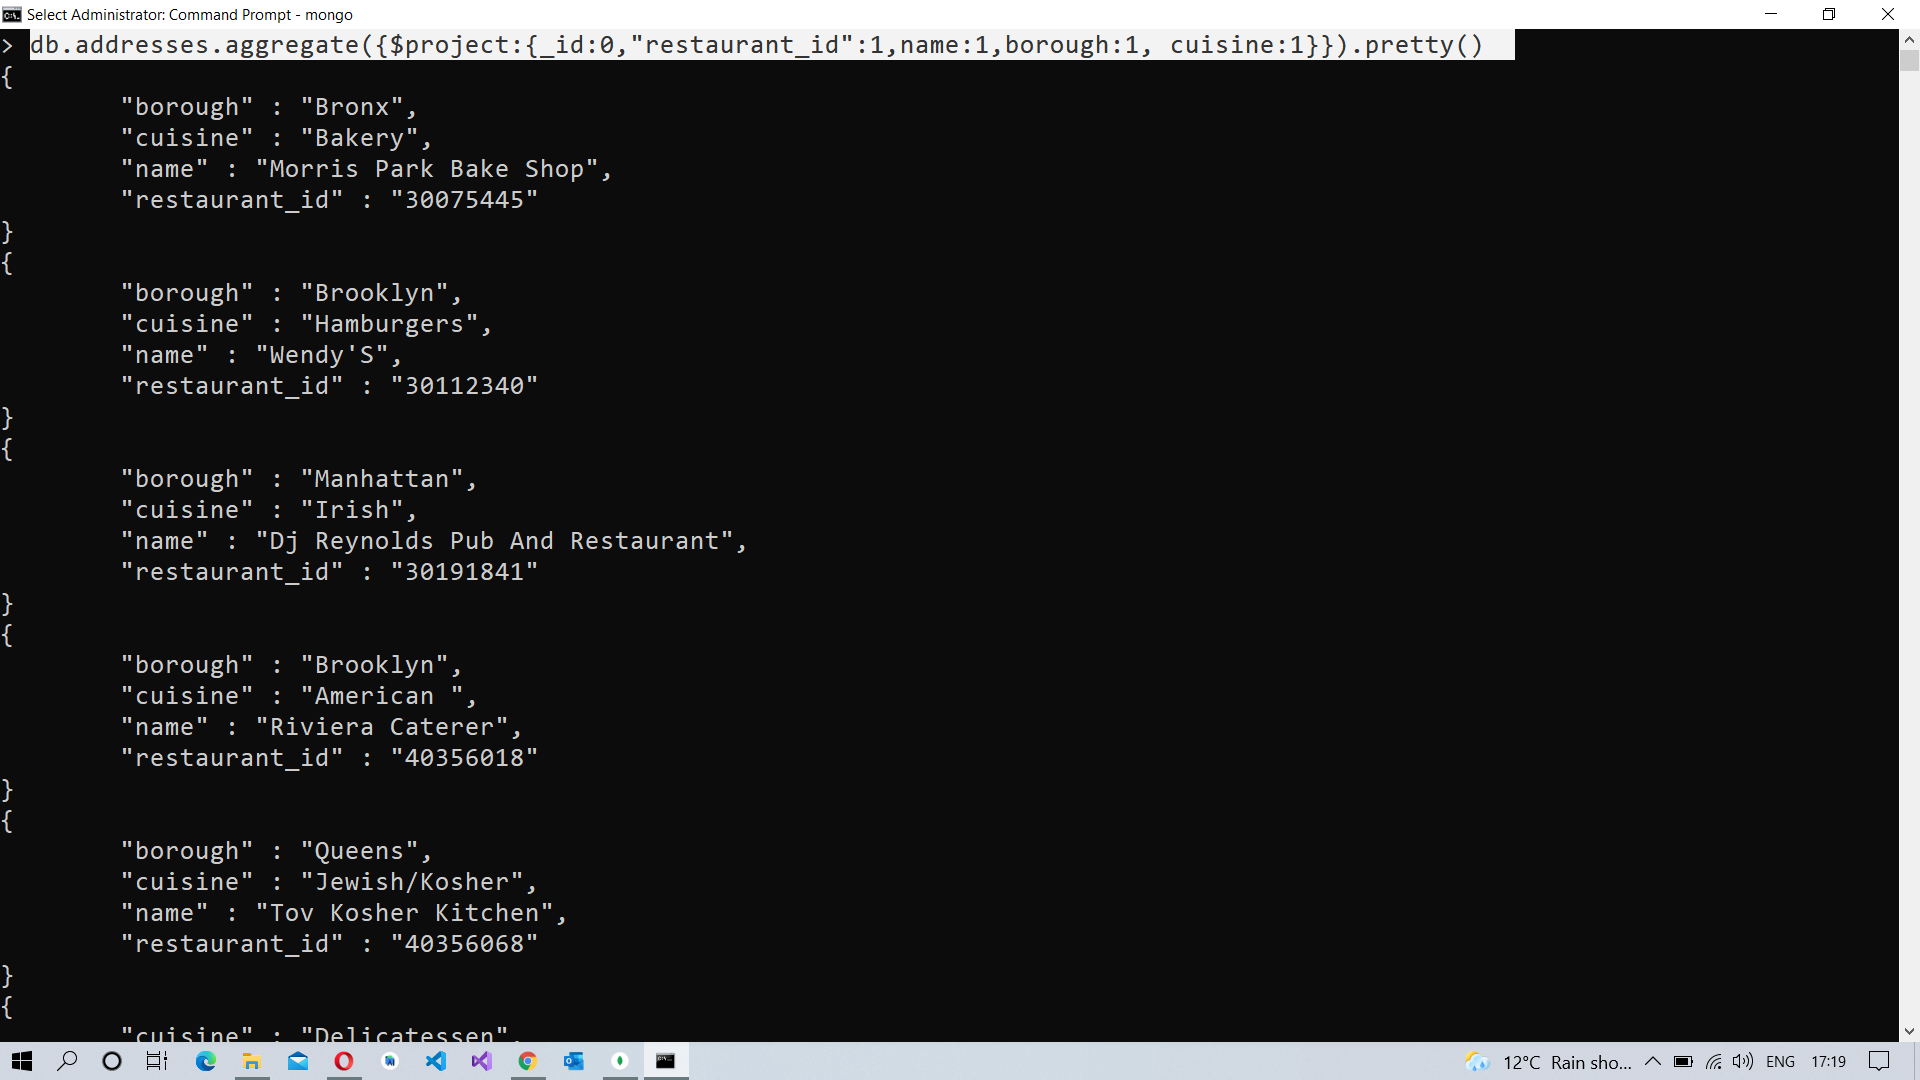 Select Administrator: Command Prompt - mongo
> db.addresses.aggregate({$project:{_id:0,"restaurant_id":1,name:1,borough:1, cuisine:1}}).pretty()
{
"borough" : "Bronx",
"cuisine" : "Bakery",
"name" : "Morris Park Bake Shop",
"restaurant_id" : "30075445"
}
{
"borough" : "Brooklyn",
"cuisine" : "Hamburgers",
"name" : "Wendy'S",
"restaurant_id" : "30112340"
}
{
"borough" : "Manhattan",
"cuisine" : "Irish",
"name" : "Dj Reynolds Pub And Restaurant",
"restaurant_id" : "30191841"
}
{
"borough" : "Brooklyn",
"cuisine" : "American ",
"name" : "Riviera Caterer",
"restaurant_id" : "40356018"
}
{
"borough" : "Queens",
"cuisine" : "Jewish/Kosher",
"name" : "Tov Kosher Kitchen",
"restaurant_id" : "40356068"
}
{
"cuisine" : "Delicatessen",
12°C Rain sho... ENG 17:19